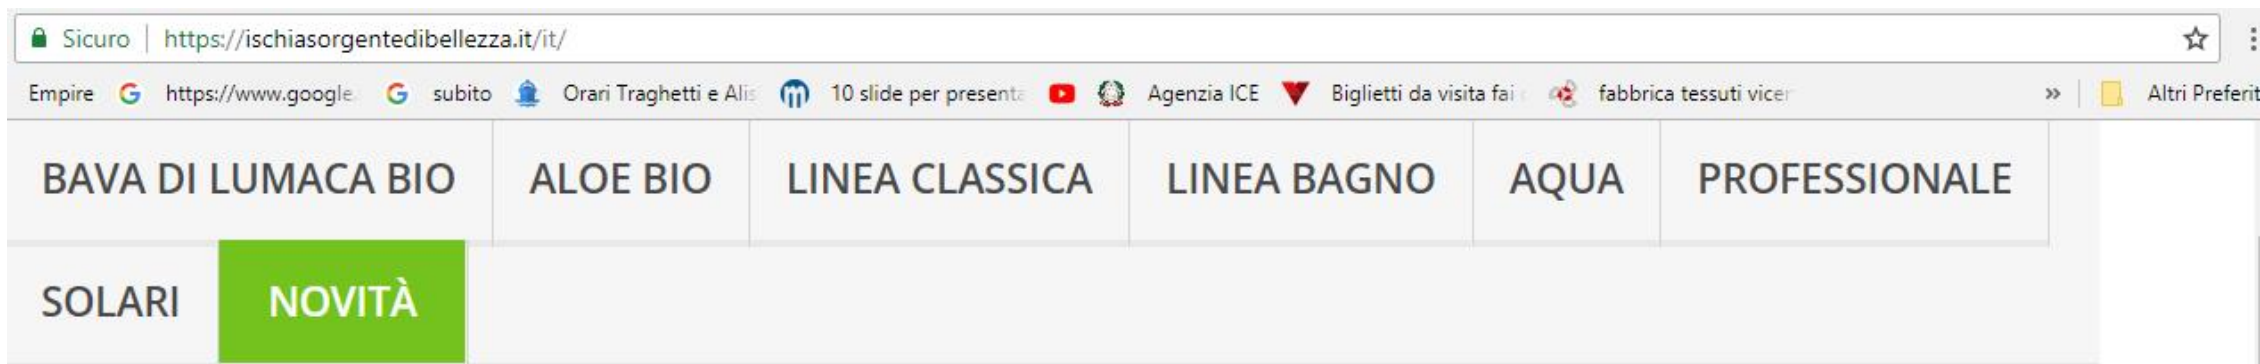 Sicuro https://ischiasorgentedibellezza.it/it/
Empire https://www.google. subito Orari Traghetti e Alis 10 slide per presenta Agenzia ICE Biglietti da visita fai fabbrica tessuti vicen » Altri Preferit
BAVA DI LUMACA BIO ALOE BIO LINEA CLASSICA LINEA BAGNO AQUA PROFESSIONALE
SOLARI NOVITÀ